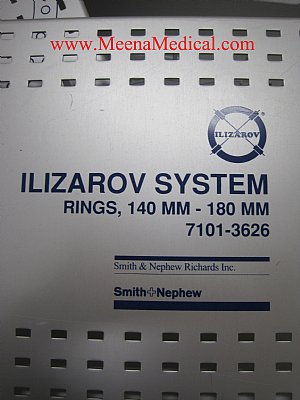 www.MeenaMedical.com
ILIZAROV
ILIZAROV SYSTEM
RINGS, 140 MM - 180 MM
7101-3626
Smith & Nephew Richards Inc.
Smith+Nephew